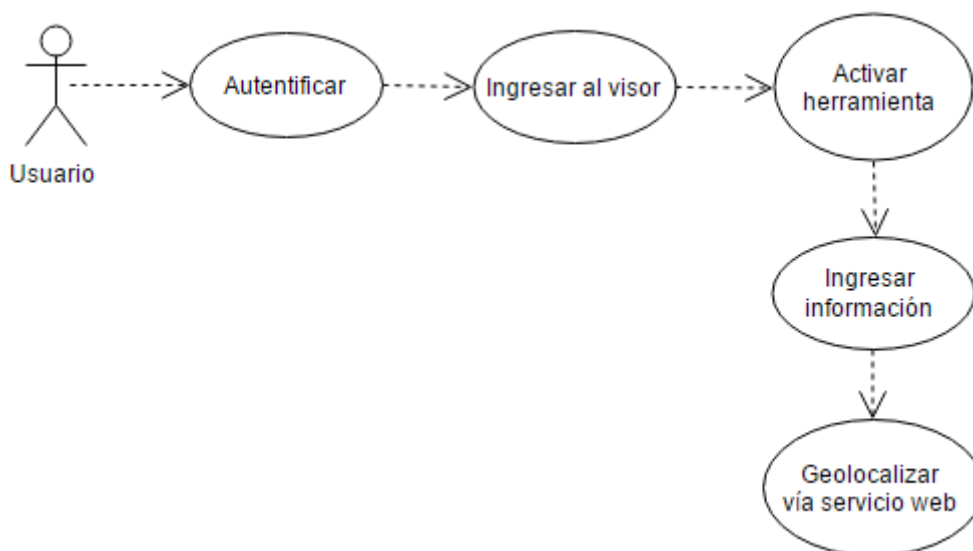 Usuario
Autentificar
Ingresar al visor
Activar
herramienta
Ingresar
información
Geolocalizar
vía servicio web